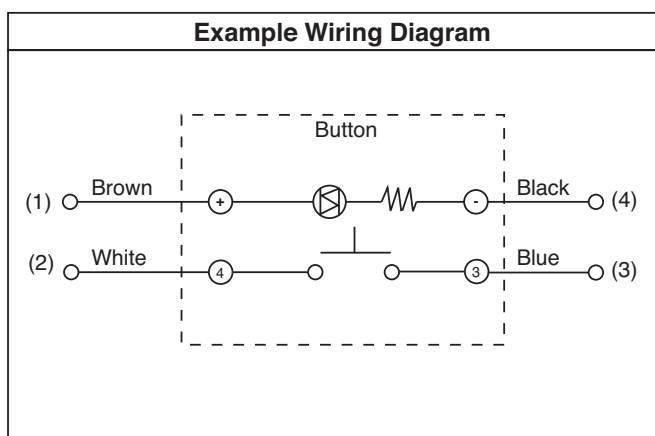 Example Wiring Diagram
Button
(1) Brown + - Black (4)
(2) White 4 3 Blue (3)